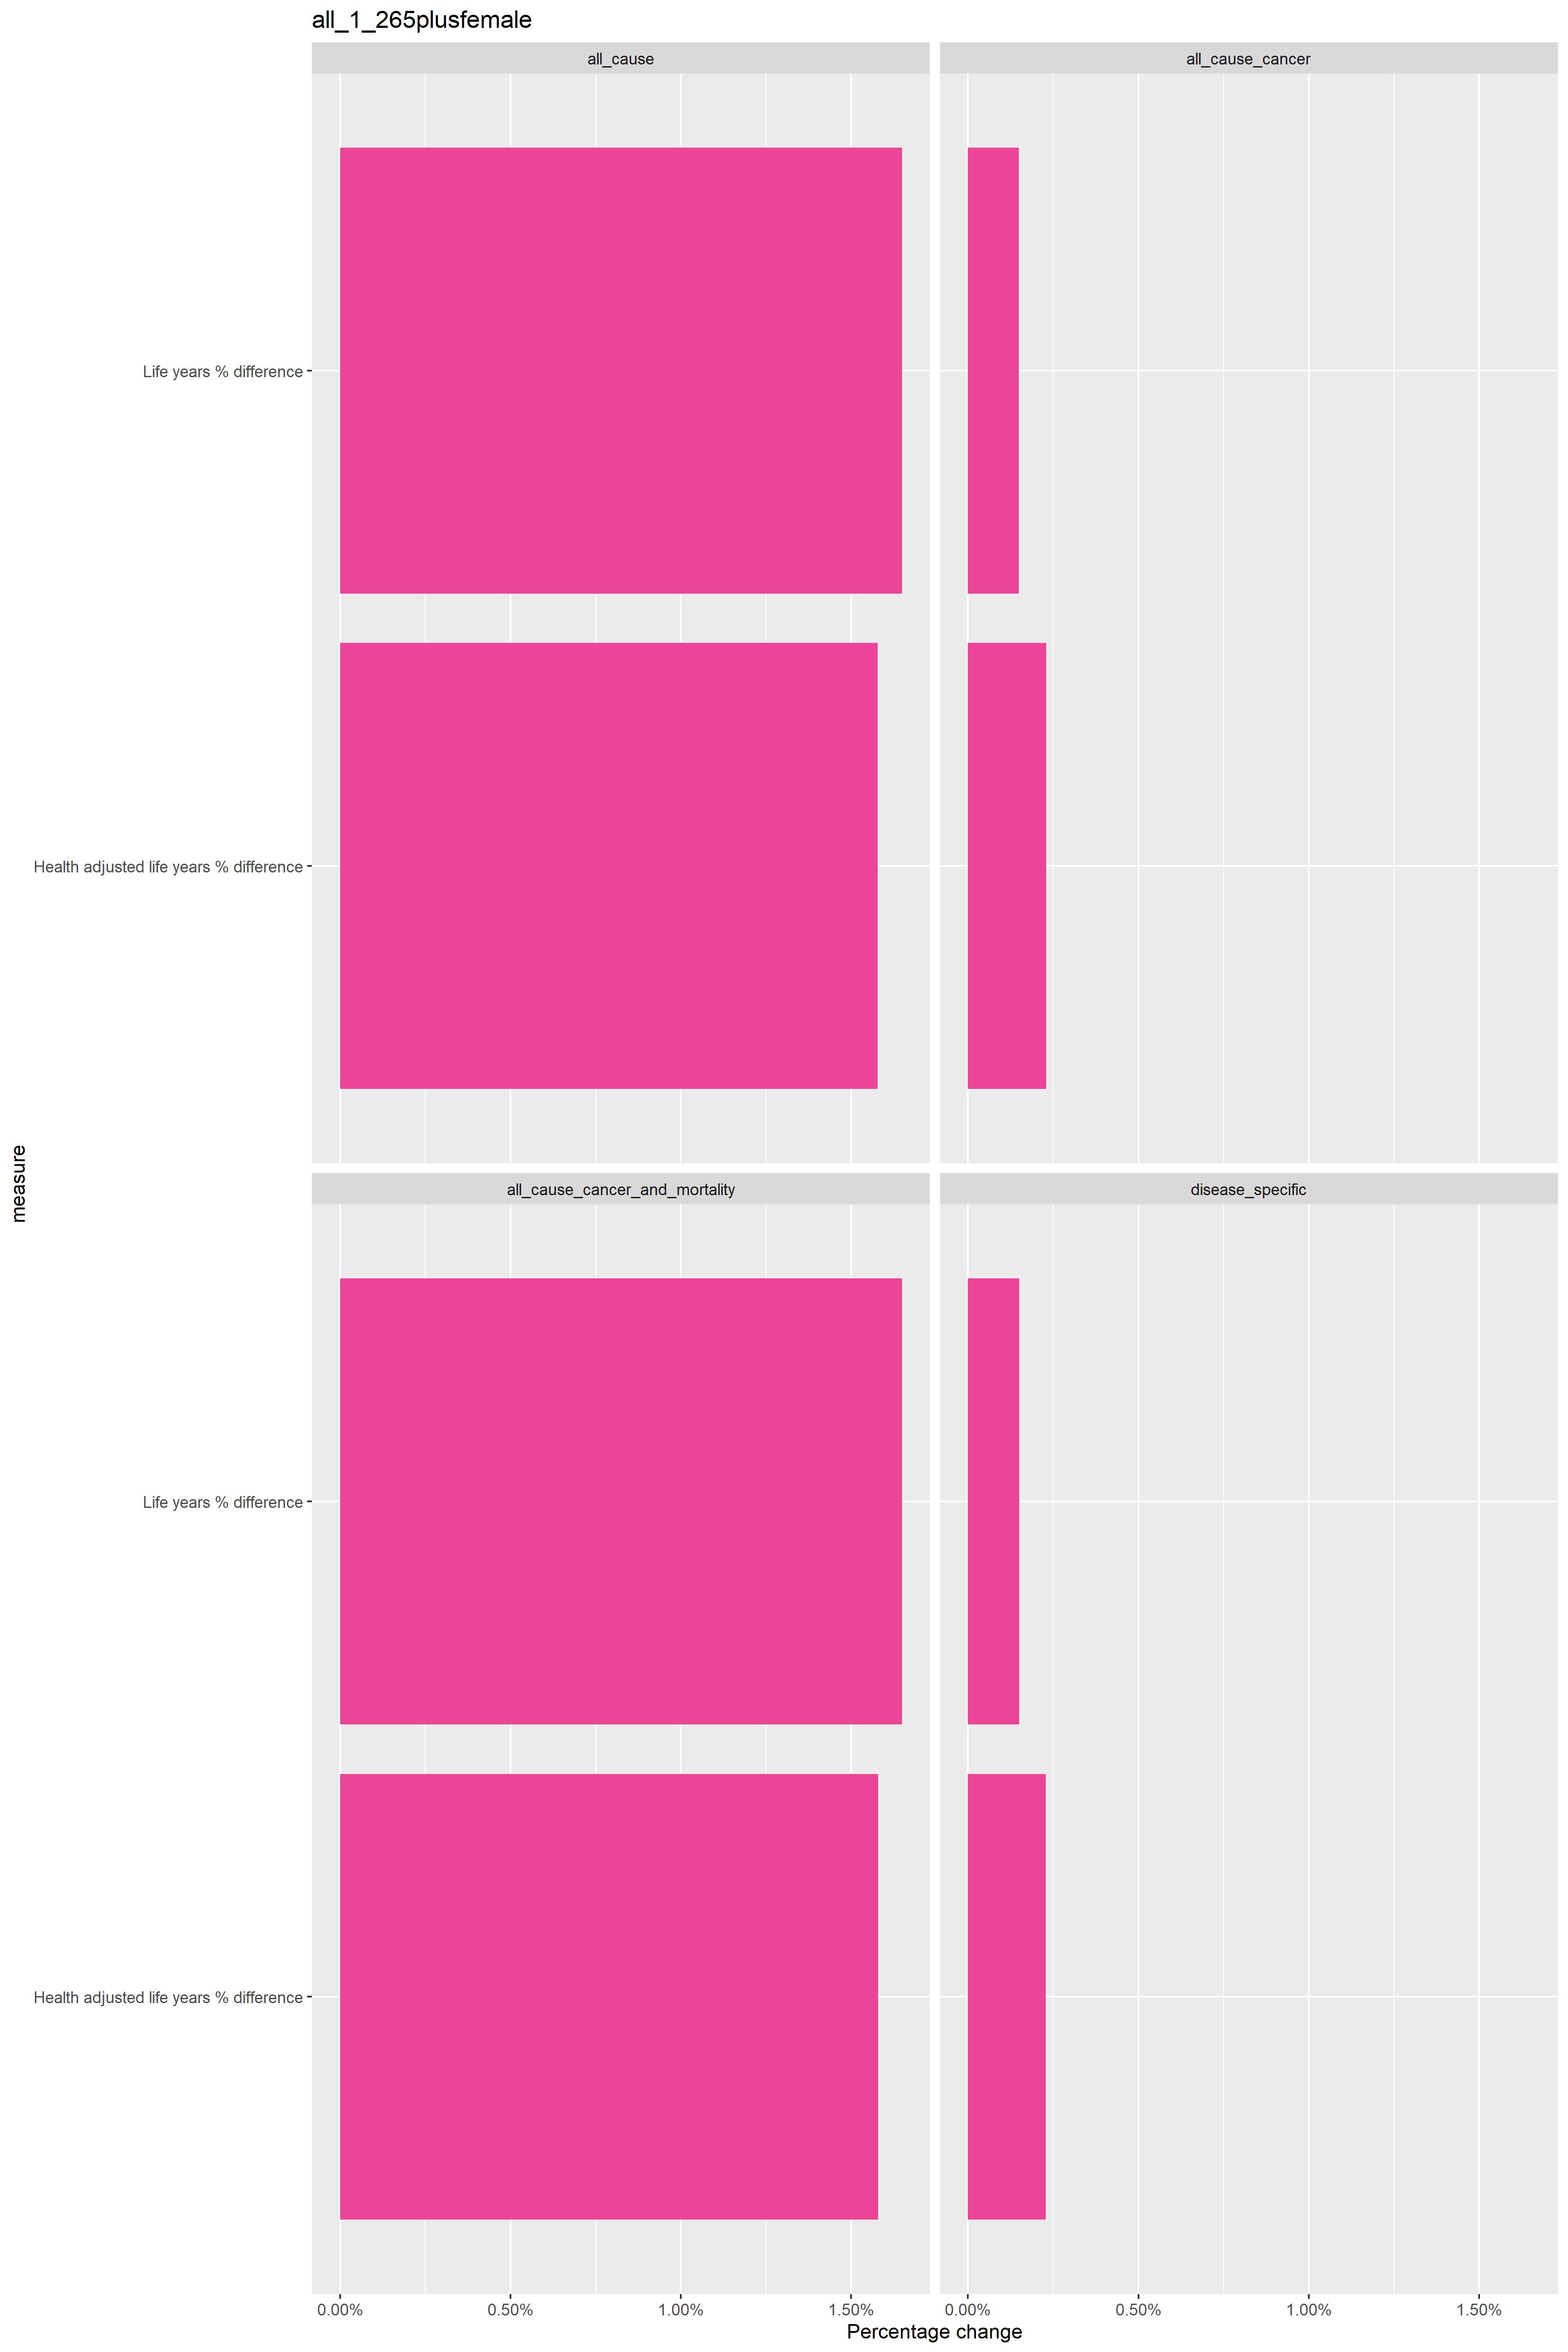 all_1_265plusfemale
all_cause
all_cause_cancer
Life years % difference
Health adjusted life years % difference
measure
all_cause_cancer_and_mortality
disease_specific
Life years % difference
Health adjusted life years % difference
0.00% 0.50% 1.00% 1.50% 0.00% 0.50% 1.00% 1.50%
Percentage change